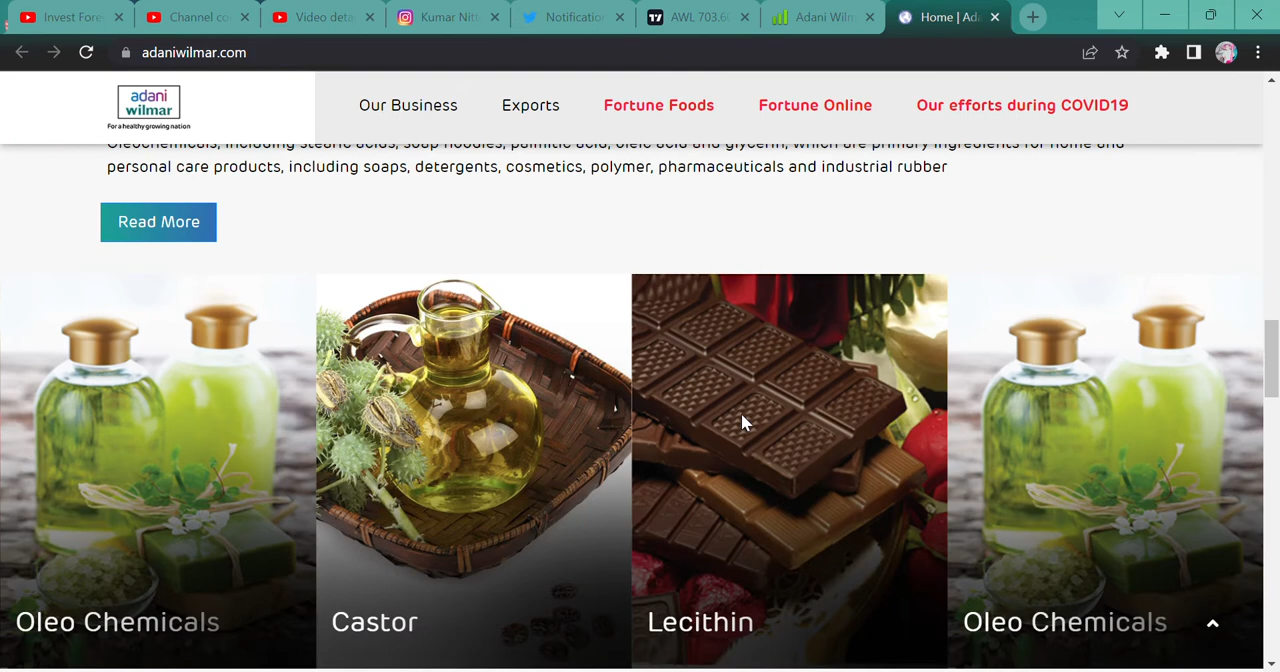 Invest Fore
Channel co
Video deta
Kumar Nitt
Notification
AWL 703.60
Adani Wilm
Home | Ada
adaniwilmar.com
adani
wilmar
For a healthy growing nation
Our Business
Exports
Fortune Foods
Fortune Online
Our efforts during COVID19
Oleochemicals, including stearic acids, soap noodles, palmitic acid, oleic acid and glycerin, which are primary ingredients for home and
personal care products, including soaps, detergents, cosmetics, polymer, pharmaceuticals and industrial rubber
Read More
Oleo Chemicals
Castor
Lecithin
Oleo Chemicals